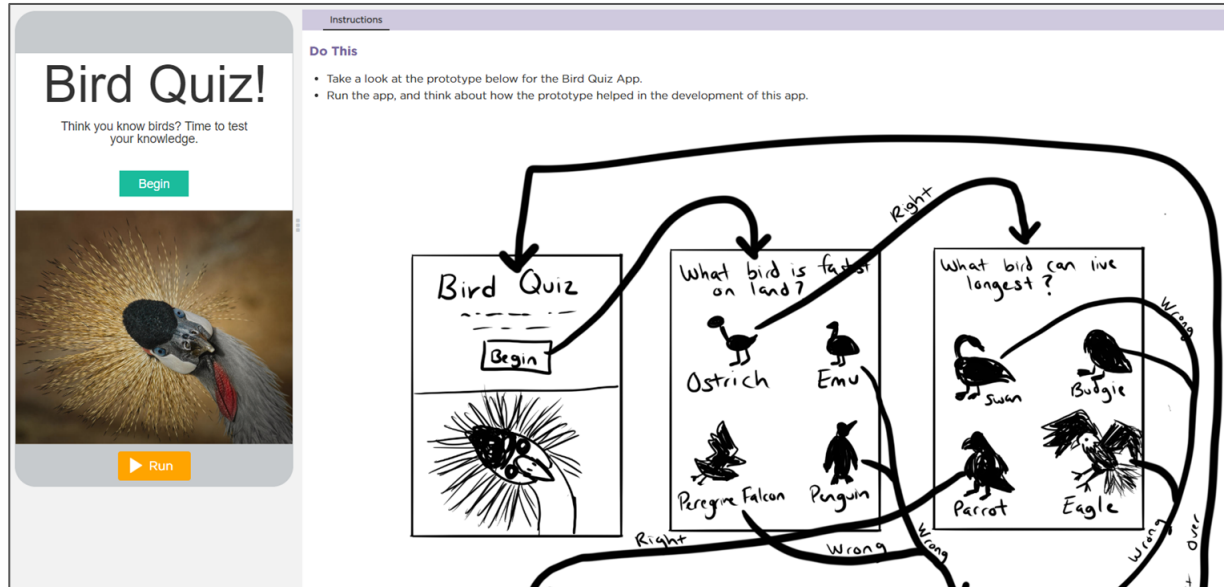 Instructions
Do This
Take a look at the prototype below for the Bird Quiz App.
Run the app, and think about how the prototype helped in the development of this app.
Bird Quiz!
Think you know birds? Time to test
your knowledge.
Begin
Run
Bird Quiz
Begin
What bird is fastst
on land?
Ostrich
Emu
Peregrine Falcon
Penguin
Right
What bird can live
longest?
Swan
Budgie
Parrot
Eagle
Wrong
Right
Wrong
Wrong
Wrong
Over